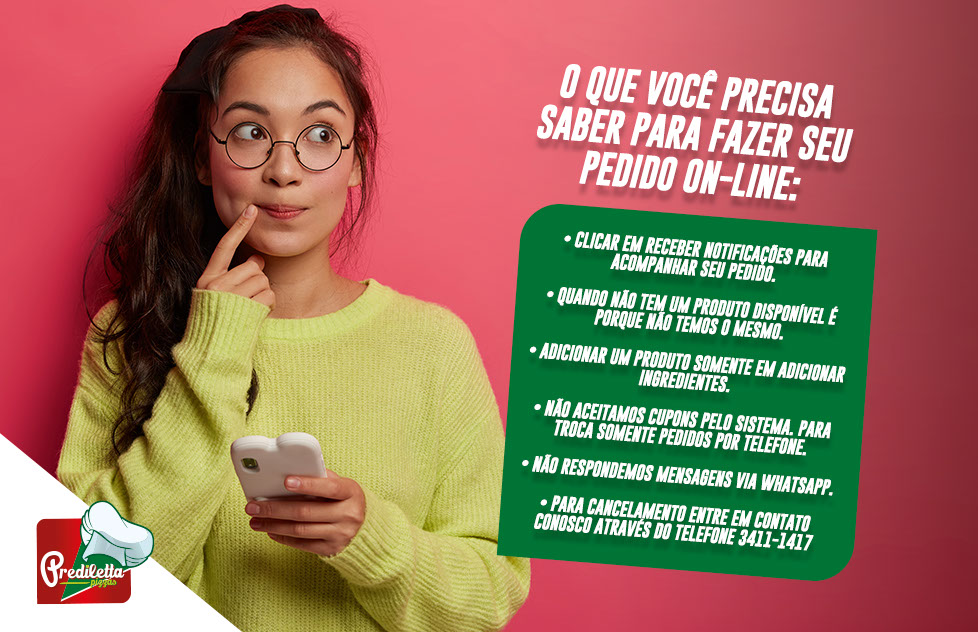 O QUE VOCÊ PRECISA
SABER PARA FAZER SEU
PEDIDO ON-LINE:
• CLICAR EM RECEBER NOTIFICAÇÕES PARA
ACOMPANHAR SEU PEDIDO.
• QUANDO NÃO TEM UM PRODUTO DISPONÍVEL É
PORQUE NÃO TEMOS O MESMO.
• ADICIONAR UM PRODUTO SOMENTE EM ADICIONAR
INGREDIENTES.
• NÃO ACEITAMOS CUPONS PELO SISTEMA. PARA
TROCA SOMENTE PEDIDOS POR TELEFONE.
• NÃO RESPONDEMOS MENSAGENS VIA WHATSAPP.
• PARA CANCELAMENTO ENTRE EM CONTATO
CONOSCO ATRAVÉS DO TELEFONE 3411-1417
Prediletta
pizzas